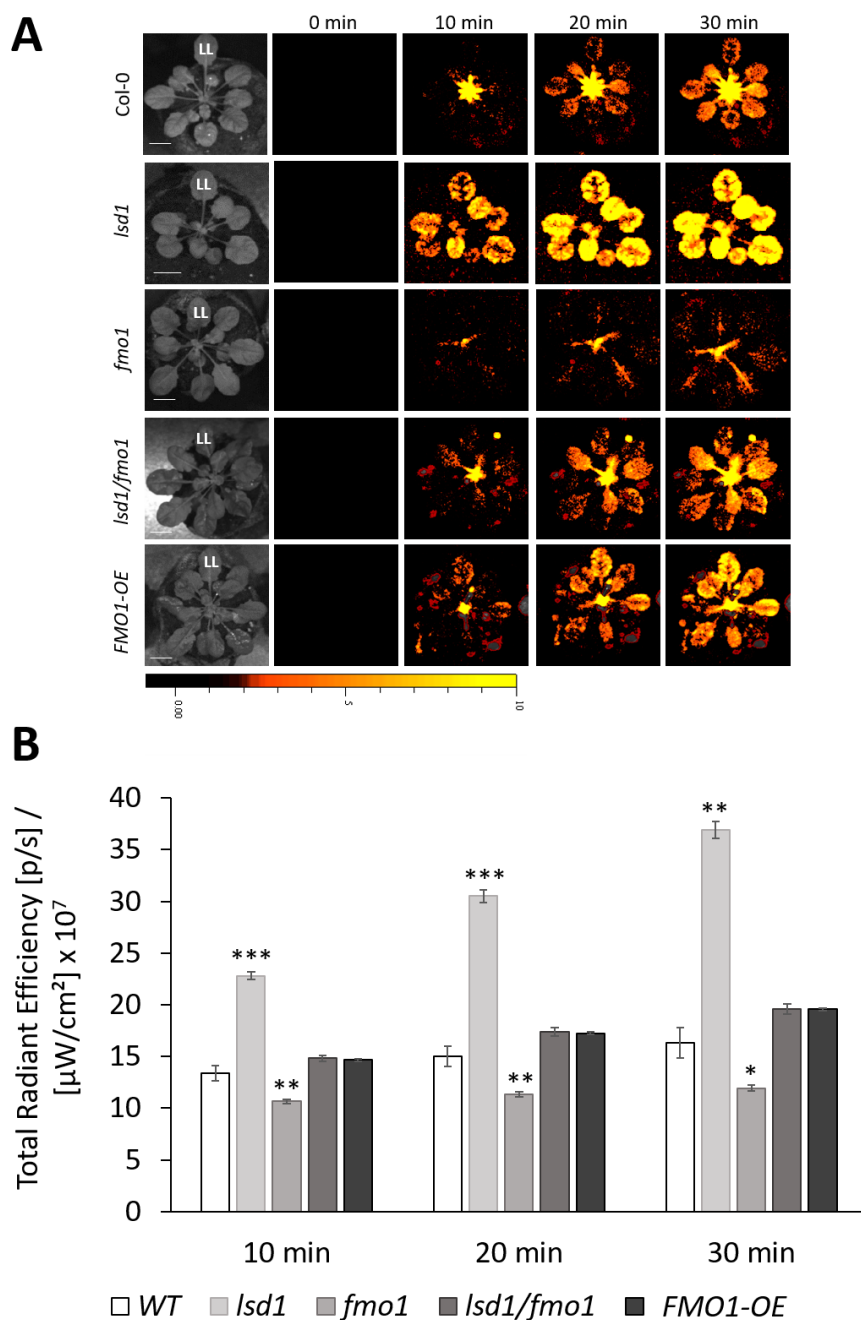 A
0 min 10 min 20 min 30 min
Col-0
LL
lsd1
LL
fmo1
LL
lsd1/fmo1
LL
FMO1-OE
LL
0.00 5 10
B
Total Radiant Efficiency [p/s] /
[µW/cm²] x 10⁷
40
35
30
25
20
15
10
5
0
***
**
***
**
**
*
10 min 20 min 30 min
WT lsd1 fmo1 lsd1/fmo1 FMO1-OE